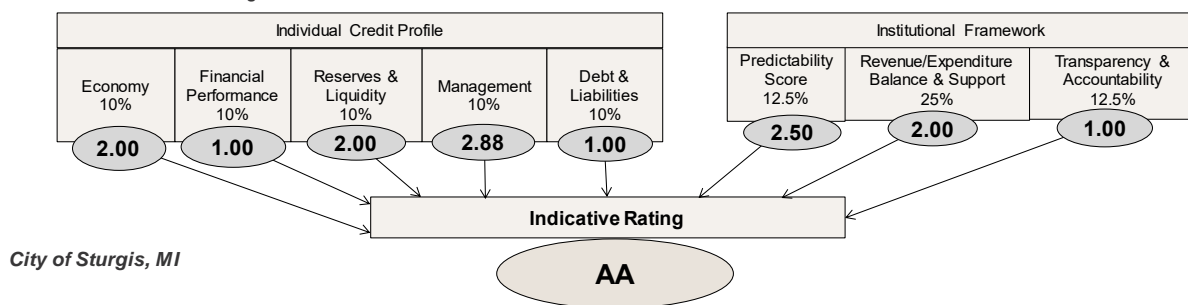 Individual Credit Profile
Institutional Framework
Economy
10%
Financial
Performance
10%
Reserves &
Liquidity
10%
Management
10%
Debt &
Liabilities
10%
Predictability
Score
12.5%
Revenue/Expenditure
Balance & Support
25%
Transparency &
Accountability
12.5%
2.00
1.00
2.00
2.88
1.00
2.50
2.00
1.00
Indicative Rating
City of Sturgis, MI
AA